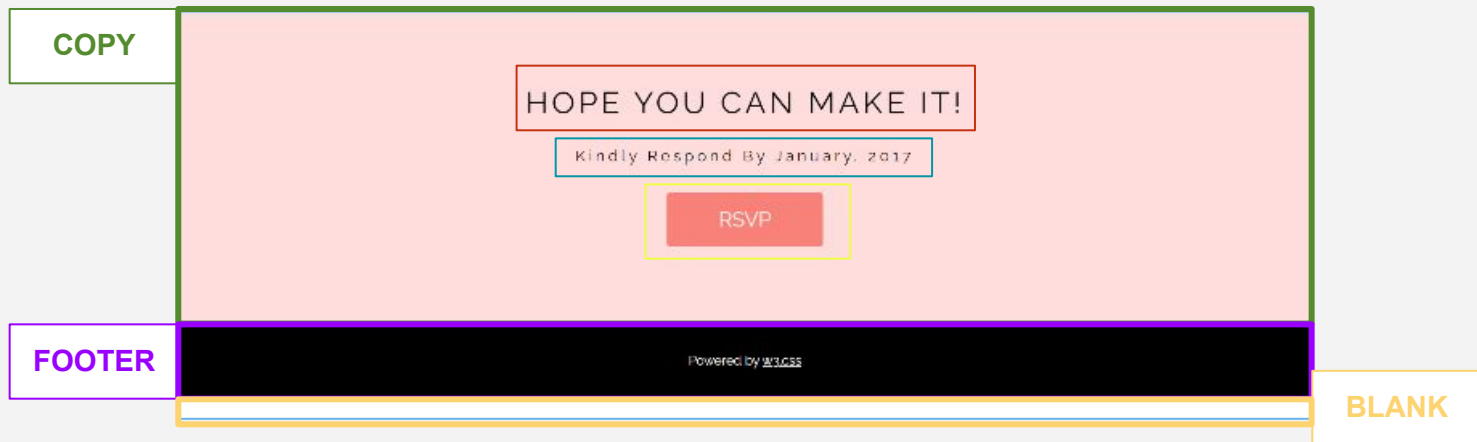 COPY
HOPE YOU CAN MAKE IT!
Kindly Respond By January, 2017
RSVP
FOOTER
Powered by w3.css
BLANK